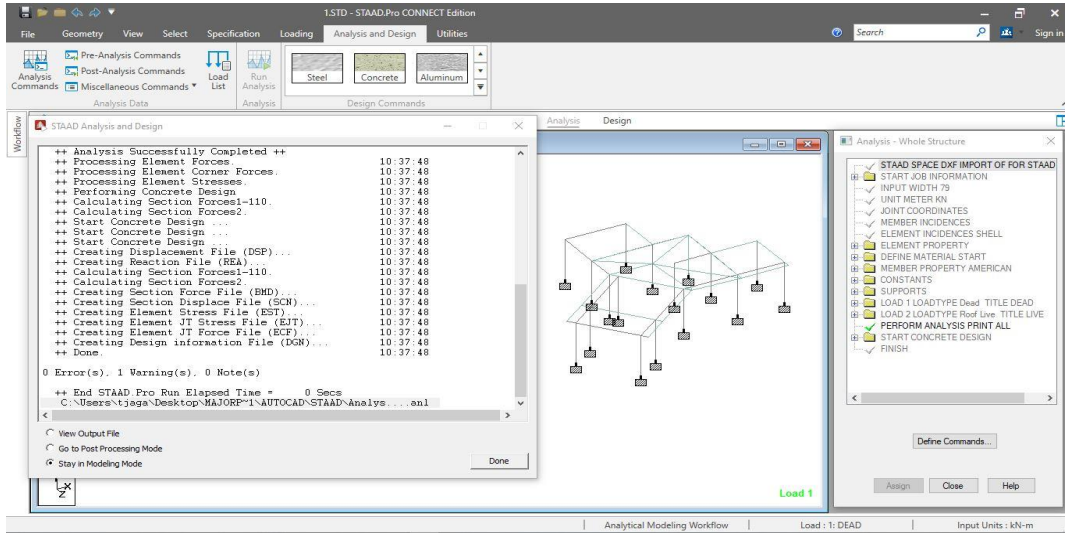 1.STD - STAAD.Pro CONNECT Edition
File Geometry View Select Specification Loading Analysis and Design Utilities
Search
Sign in
Analysis Commands
Pre-Analysis Commands
Post-Analysis Commands
Miscellaneous Commands
Load List
Run Analysis
Steel Concrete Aluminum
Analysis Data Analysis Design Commands
Workflow
Analysis Design
STAAD Analysis and Design
++ Analysis Successfully Completed ++
++ Processing Element Forces. 10:37:48
++ Processing Element Corner Forces. 10:37:48
++ Processing Element Stresses. 10:37:48
++ Performing Concrete Design 10:37:48
++ Calculating Section Forces1-110. 10:37:48
++ Calculating Section Forces2. 10:37:48
++ Start Concrete Design ... 10:37:48
++ Start Concrete Design ... 10:37:48
++ Start Concrete Design ... 10:37:48
++ Creating Displacement File (DSP)... 10:37:48
++ Creating Reaction File (REA)... 10:37:48
++ Calculating Section Forces1-110. 10:37:48
++ Calculating Section Forces2. 10:37:48
++ Creating Section Force File (BMD)... 10:37:48
++ Creating Section Displace File (SCN)... 10:37:48
++ Creating Element Stress File (EST)... 10:37:48
++ Creating Element JT Stress File (EJT)... 10:37:48
++ Creating Element JT Force File (ECF)... 10:37:48
++ Creating Design information File (DGN)... 10:37:48
++ Done. 10:37:48
0 Error(s), 1 Warning(s), 0 Note(s)
++ End STAAD.Pro Run Elapsed Time = 0 Secs
C:\Users\tjaga\Desktop\MAJORP~1\AUTOCAD\STAAD\Analys....anl
View Output File
Go to Post Processing Mode
Stay in Modeling Mode
Done
X
Z
Load 1
Analysis - Whole Structure
STAAD SPACE DXF IMPORT OF FOR STAAD
START JOB INFORMATION
INPUT WIDTH 79
UNIT METER KN
JOINT COORDINATES
MEMBER INCIDENCES
ELEMENT INCIDENCES SHELL
ELEMENT PROPERTY
DEFINE MATERIAL START
MEMBER PROPERTY AMERICAN
CONSTANTS
SUPPORTS
LOAD 1 LOADTYPE Dead TITLE DEAD
LOAD 2 LOADTYPE Roof Live TITLE LIVE
PERFORM ANALYSIS PRINT ALL
START CONCRETE DESIGN
FINISH
Define Commands...
Assign Close Help
Analytical Modeling Workflow Load : 1: DEAD Input Units : kN-m